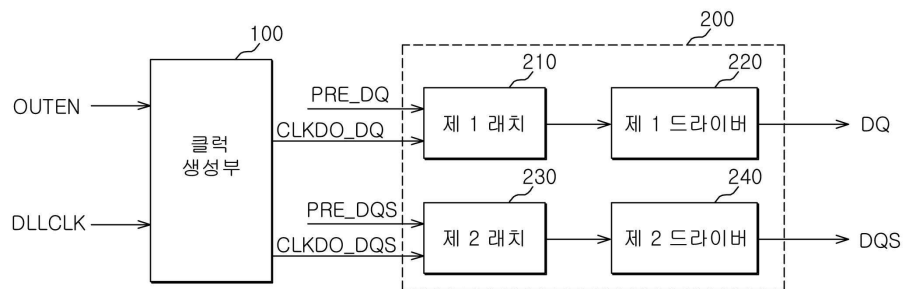 200
100
210
220
PRE_DQ
OUTEN
제 1 래치
제 1 드라이버
DQ
CLKDO_DQ
클럭
생성부
230
240
PRE_DQS
DLLCLK
제 2 래치
제 2 드라이버
DQS
CLKDO_DQS